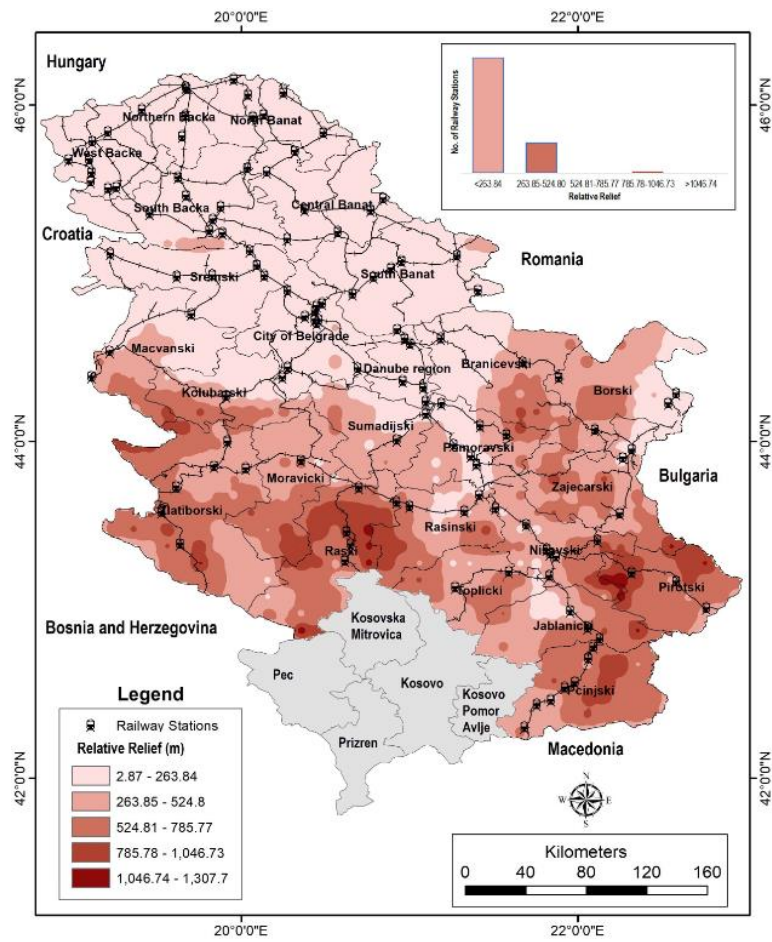 20°0'0"E 22°0'0"E
Hungary
46°0'0"N 46°0'0"N
No. of Railway Stations
<263.84 263.85-524.80 524.81-785.77 785.78-1046.73 >1046.74
Relative Relief
Northern Backa
North Banat
West Backa
South Backa
Central Banat
Croatia
Romania
Sremski
South Banat
City of Belgrade
Macvanski
Danube region
Branicevski
Borski
Kolubarski
Sumadijski
44°0'0"N 44°0'0"N
Pomoravski
Bulgaria
Moravicki
Zajecarski
Zlatiborski
Rasinski
Raski
Nisavski
Toplicki
Pirotski
Bosnia and Herzegovina
Kosovska
Mitrovica
Jablanicki
Pec
Kosovo
Kosovo
Pomor
Avlje
Pcinjski
Prizren
Macedonia
42°0'0"N 42°0'0"N
Legend
Railway Stations
Relative Relief (m)
2.87 - 263.84
263.85 - 524.8
524.81 - 785.77
785.78 - 1,046.73
1,046.74 - 1,307.7
N
W E
S
Kilometers
0 40 80 120 160
20°0'0"E 22°0'0"E